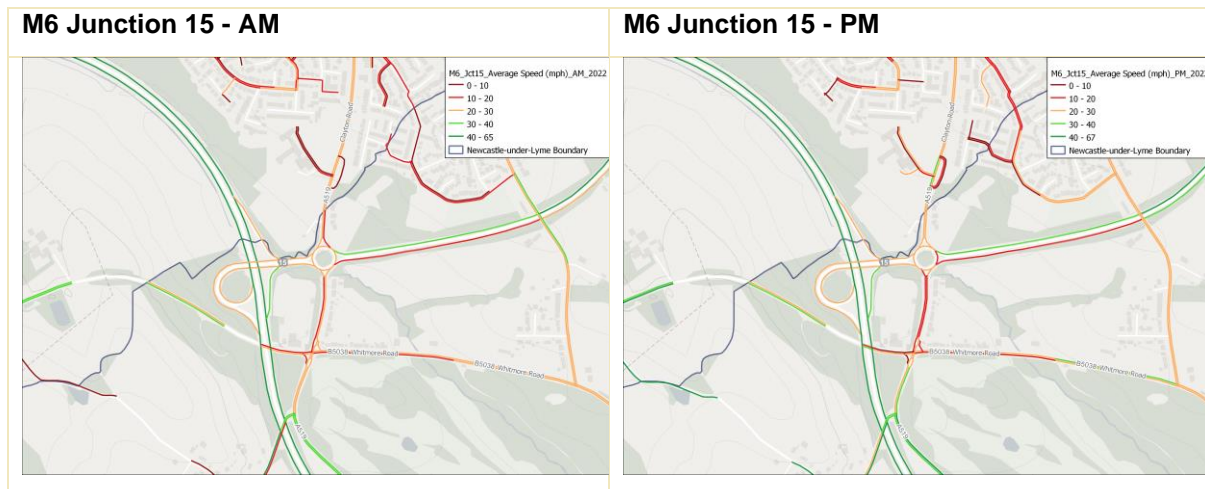 M6 Junction 15 - AM
M6 Junction 15 - PM
M6_Jct15_Average Speed (mph)_AM_2022
0 - 10
10 - 20
20 - 30
30 - 40
40 - 65
Newcastle-under-Lyme Boundary
Clayton Road
A519
15
B5038 Whitmore Road
B5038 Whitmore Road
A519
M6_Jct15_Average Speed (mph)_PM_2022
0 - 10
10 - 20
20 - 30
30 - 40
40 - 67
Newcastle-under-Lyme Boundary
Clayton Road
A519
15
B5038 Whitmore Road
B5038 Whitmore Road
A519